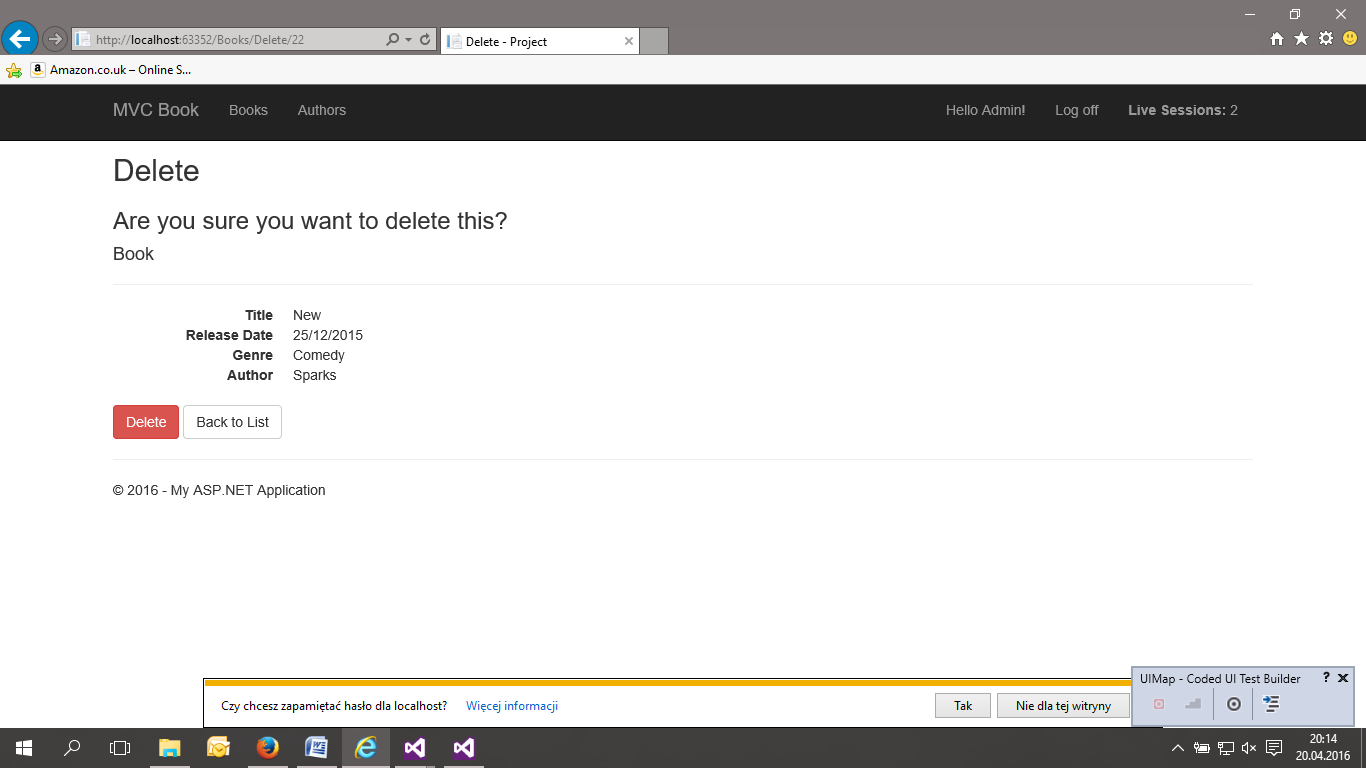 http://localhost:63352/Books/Delete/22
Delete - Project
Amazon.co.uk – Online S...
MVC Book Books Authors Hello Admin! Log off Live Sessions: 2
Delete
Are you sure you want to delete this?
Book
Title New
Release Date 25/12/2015
Genre Comedy
Author Sparks
Delete Back to List
© 2016 - My ASP.NET Application
Czy chcesz zapamiętać hasło dla localhost? Więcej informacji Tak Nie dla tej witryny
UIMap - Coded UI Test Builder ?
20:14
20.04.2016